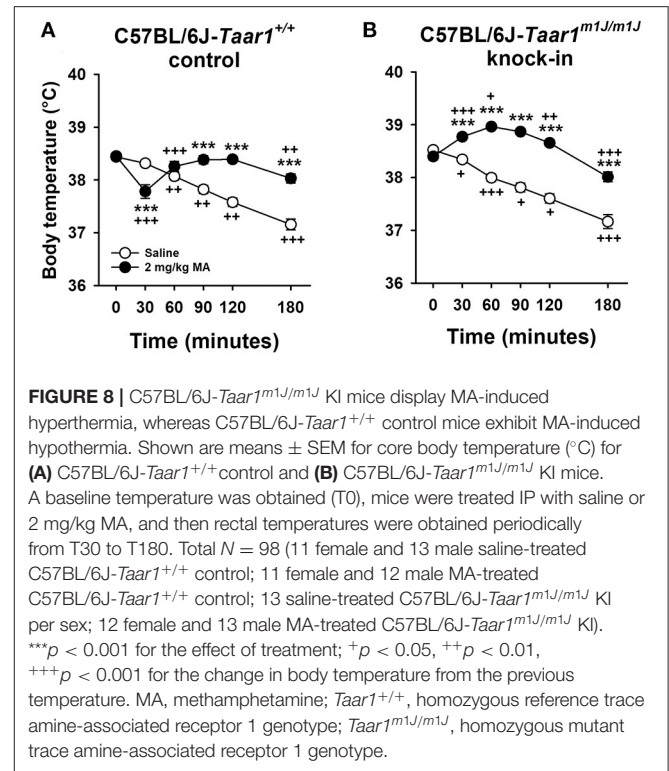 A
C57BL/6J-Taar1+/+
control
B
C57BL/6J-Taar1m1J/m1J
knock-in
Body temperature (°C)
40
39
38
37
36
+++
***
***
++
***
***
+++
++
++
++
+++
Saline
2 mg/kg MA
0 30 60 90 120 180
Time (minutes)
40
39
38
37
36
+++
***
+
***
***
++
***
+++
***
+
+++
+
+
+++
0 30 60 90 120 180
Time (minutes)
FIGURE 8 | C57BL/6J-Taar1m1J/m1J KI mice display MA-induced
hyperthermia, whereas C57BL/6J-Taar1+/+ control mice exhibit MA-induced
hypothermia. Shown are means ± SEM for core body temperature (°C) for
(A) C57BL/6J-Taar1+/+control and (B) C57BL/6J-Taar1m1J/m1J KI mice.
A baseline temperature was obtained (T0), mice were treated IP with saline or
2 mg/kg MA, and then rectal temperatures were obtained periodically
from T30 to T180. Total N = 98 (11 female and 13 male saline-treated
C57BL/6J-Taar1+/+ control; 11 female and 12 male MA-treated
C57BL/6J-Taar1+/+ control; 13 saline-treated C57BL/6J-Taar1m1J/m1J KI
per sex; 12 female and 13 male MA-treated C57BL/6J-Taar1m1J/m1J KI).
***p < 0.001 for the effect of treatment; +p < 0.05, ++p < 0.01,
+++p < 0.001 for the change in body temperature from the previous
temperature. MA, methamphetamine; Taar1+/+, homozygous reference trace
amine-associated receptor 1 genotype; Taar1m1J/m1J, homozygous mutant
trace amine-associated receptor 1 genotype.